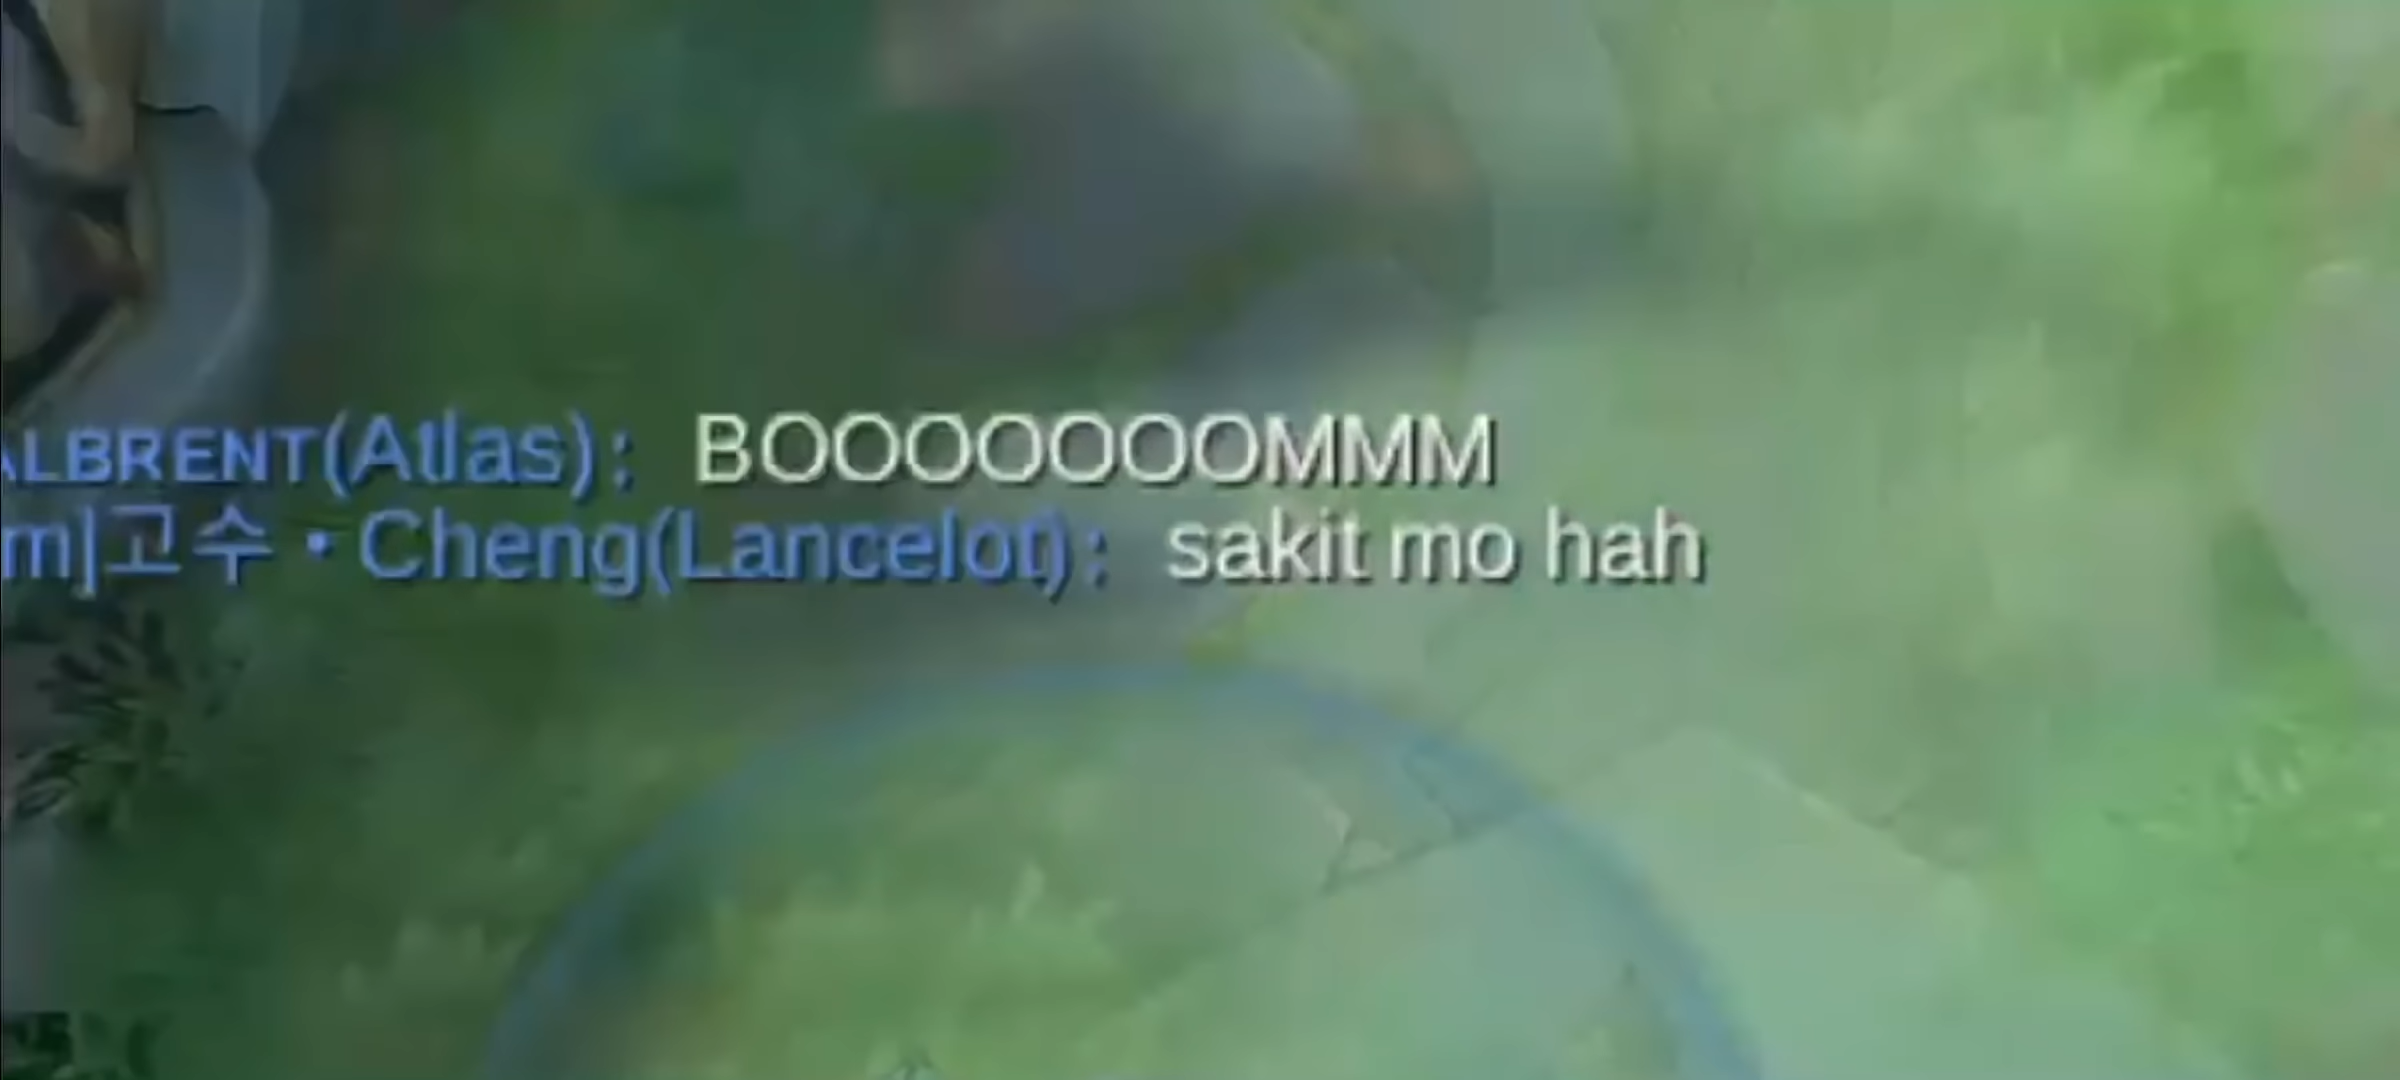 ALBRENT(Atlas): BOOOOOOOMMM
m]고수·Cheng(Lancelot): sakit mo hah